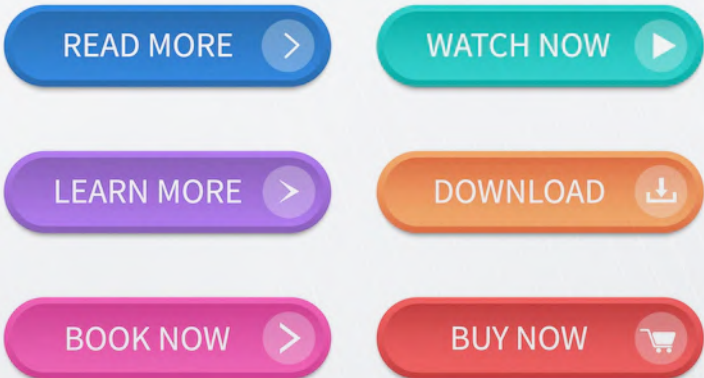 READ MORE
WATCH NOW
LEARN MORE
DOWNLOAD
BOOK NOW
BUY NOW